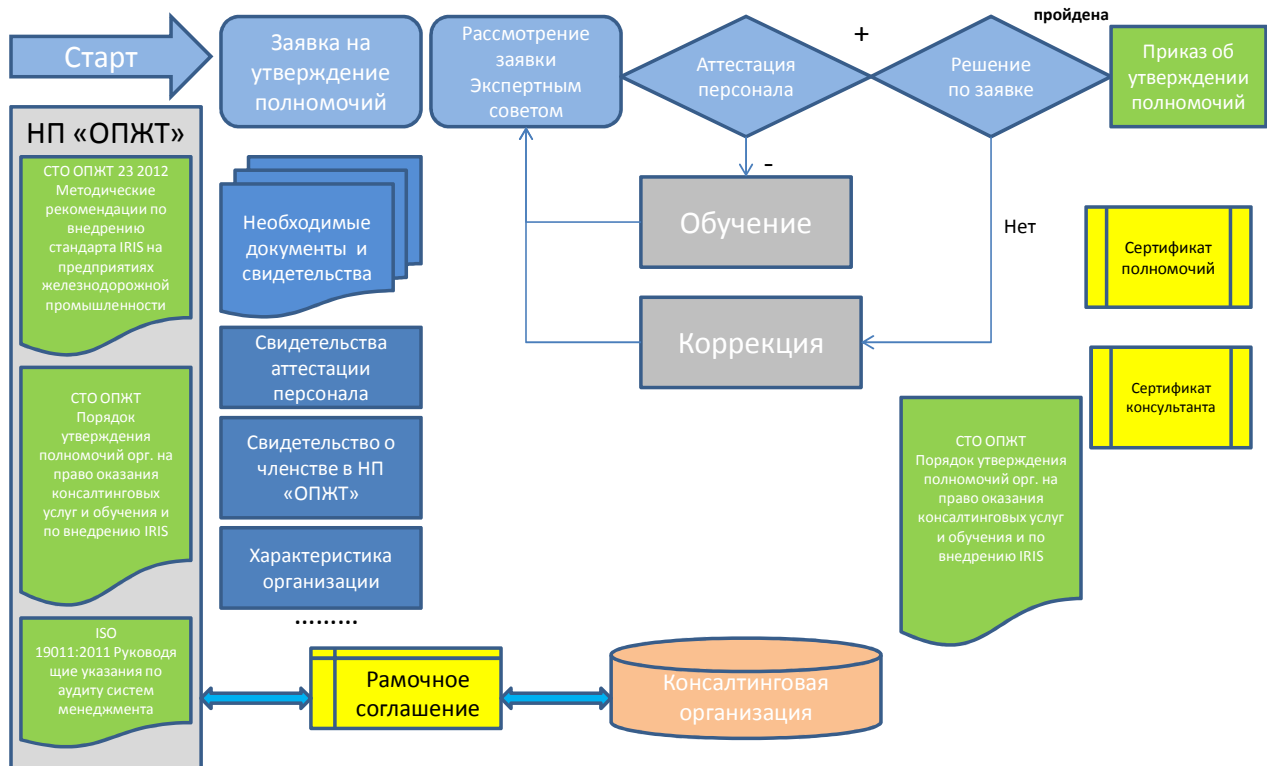 Старт
Заявка на
утверждение
полномочий
Рассмотрение
заявки
Экспертным
советом
Аттестация
персонала
+
-
Решение
по заявке
пройдена
Приказ об
утверждении
полномочий
НП «ОПЖТ»
СТО ОПЖТ 23 2012
Методические
рекомендации по
внедрению
стандарта IRIS на
предприятиях
железнодорожной
промышленности
СТО ОПЖТ
Порядок
утверждения
полномочий орг. на
право оказания
консалтинговых
услуг и обучения и
по внедрению IRIS
ISO
19011:2011 Руководя
щие указания по
аудиту систем
менеджмента
Необходимые
документы и
свидетельства
Свидетельства
аттестации
персонала
Свидетельство о
членстве в НП
«ОПЖТ»
Характеристика
организации
………
Обучение
Коррекция
Нет
Сертификат
полномочий
Сертификат
консультанта
СТО ОПЖТ
Порядок утверждения
полномочий орг. на
право оказания
консалтинговых услуг
и обучения и по
внедрению IRIS
Рамочное
соглашение
Консалтинговая
организация